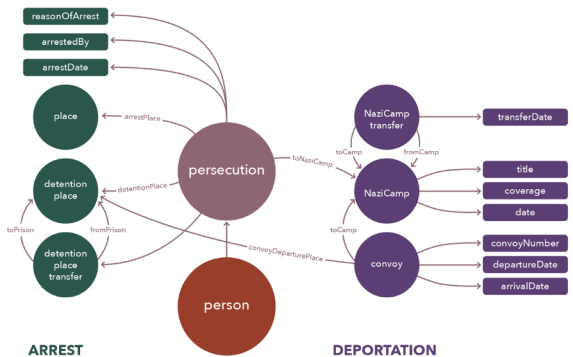 reasonOfArrest
arrestedBy
arrestDate
place
arrestPlace
persecution
detention
place
detentionPlace
toPrison
fromPrison
detention
place
transfer
person
ARREST
toNaziCamp
convoyDeparturePlace
NaziCamp
transfer
transferDate
toCamp
fromCamp
NaziCamp
title
coverage
date
toCamp
convoy
convoyNumber
departureDate
arrivalDate
DEPORTATION